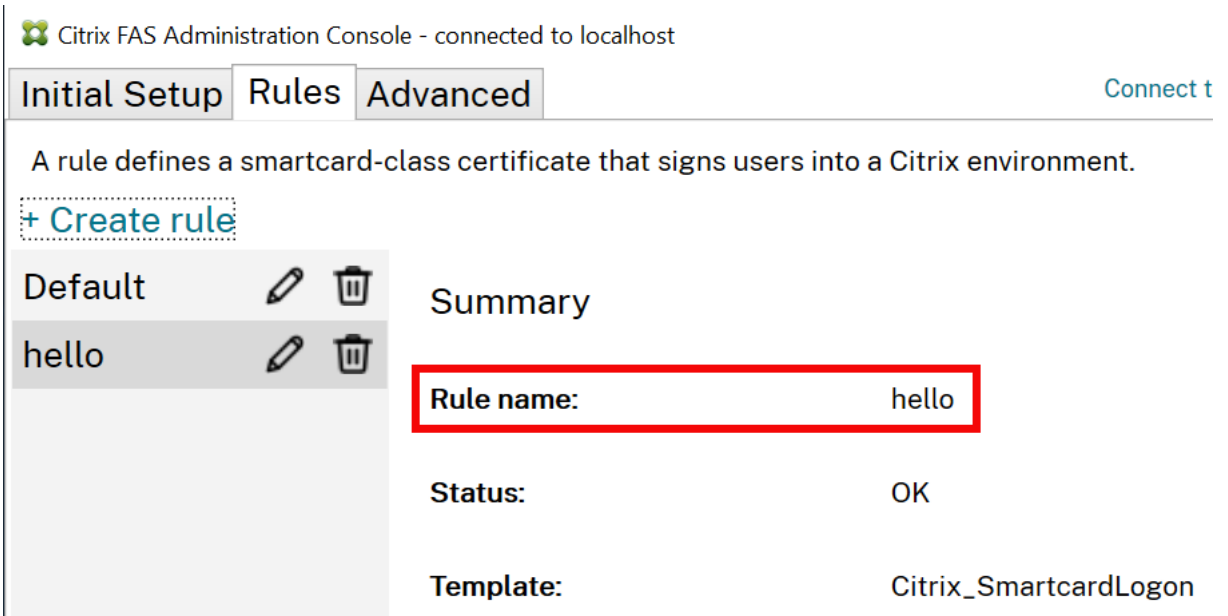 Citrix FAS Administration Console - connected to localhost
Initial Setup Rules Advanced Connect t
A rule defines a smartcard-class certificate that signs users into a Citrix environment.
+ Create rule
Default
hello
Summary
Rule name: hello
Status: OK
Template: Citrix_SmartcardLogon